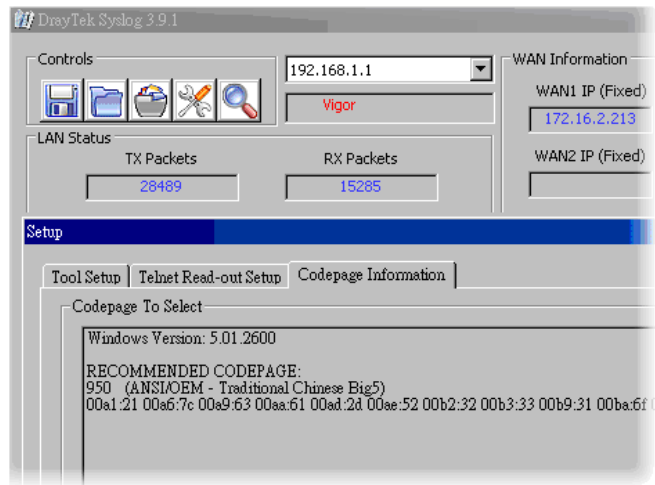 DrayTek Syslog 3.9.1
Controls
192.168.1.1
Vigor
WAN Information
WAN1 IP (Fixed)
172.16.2.213
WAN2 IP (Fixed)
LAN Status
TX Packets
RX Packets
28489
15285
Setup
Tool Setup
Telnet Read-out Setup
Codepage Information
Codepage To Select
Windows Version: 5.01.2600
RECOMMENDED CODEPAGE:
950 (ANSI/OEM - Traditional Chinese Big5)
00a1:21 00a6:7c 00a9:63 00aa:61 00ad:2d 00ae:52 00b2:32 00b3:33 00b9:31 00ba:6f